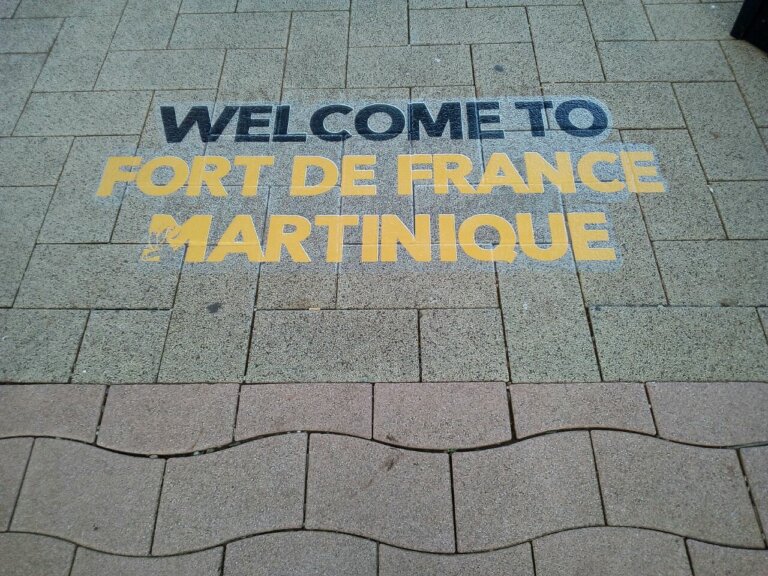 WELCOME TO
FORT DE FRANCE
MARTINIQUE